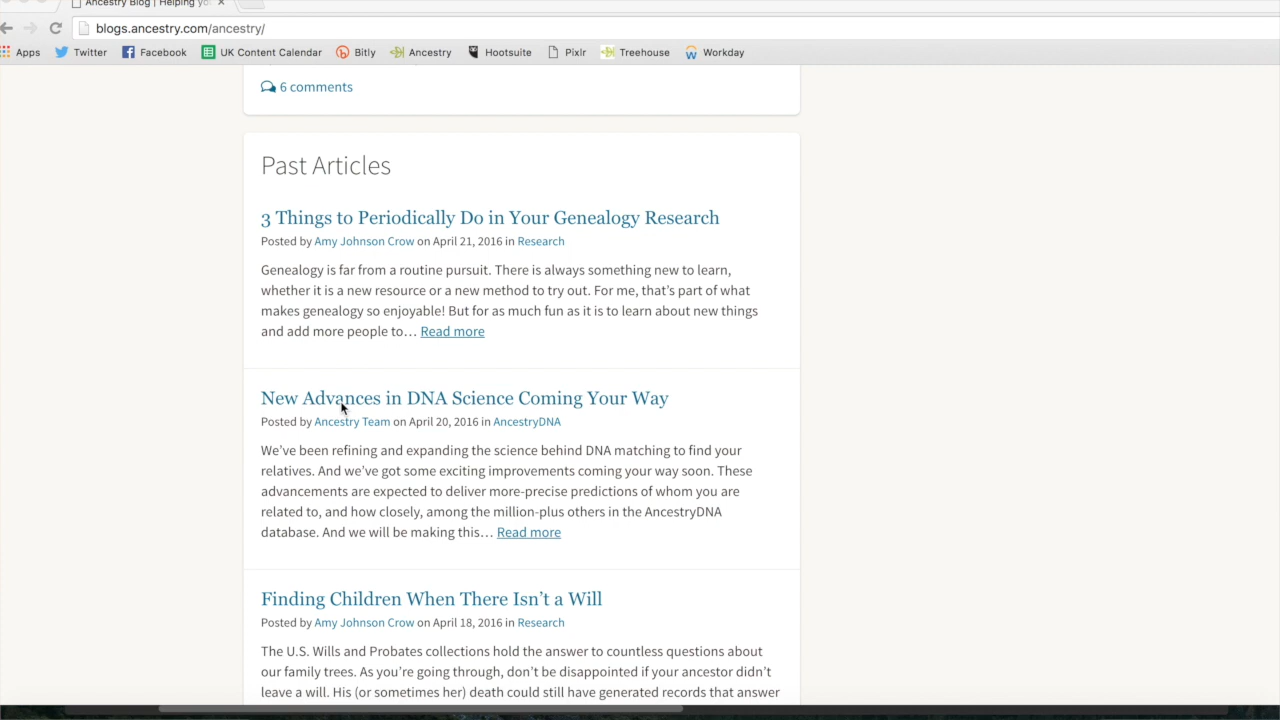 Ancestry Blog | Helping yo
blogs.ancestry.com/ancestry/
Apps Twitter Facebook UK Content Calendar Bitly Ancestry Hootsuite Pixlr Treehouse Workday
6 comments
Past Articles
3 Things to Periodically Do in Your Genealogy Research
Posted by Amy Johnson Crow on April 21, 2016 in Research
Genealogy is far from a routine pursuit. There is always something new to learn,
whether it is a new resource or a new method to try out. For me, that’s part of what
makes genealogy so enjoyable! But for as much fun as it is to learn about new things
and add more people to… Read more
New Advances in DNA Science Coming Your Way
Posted by Ancestry Team on April 20, 2016 in AncestryDNA
We’ve been refining and expanding the science behind DNA matching to find your
relatives. And we’ve got some exciting improvements coming your way soon. These
advancements are expected to deliver more-precise predictions of whom you are
related to, and how closely, among the million-plus others in the AncestryDNA
database. And we will be making this… Read more
Finding Children When There Isn’t a Will
Posted by Amy Johnson Crow on April 18, 2016 in Research
The U.S. Wills and Probates collections hold the answer to countless questions about
our family trees. As you’re going through, don’t be disappointed if your ancestor didn’t
leave a will. His (or sometimes her) death could still have generated records that answer